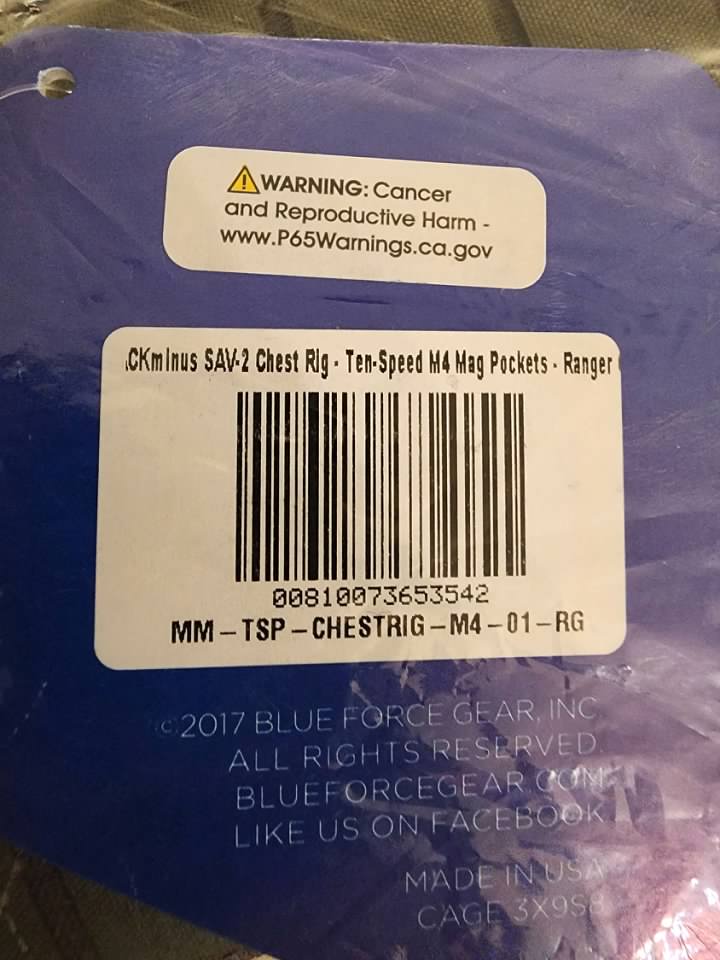 WARNING: Cancer
and Reproductive Harm -
www.P65Warnings.ca.gov
CKminus SAV-2 Chest Rig - Ten-Speed M4 Mag Pockets - Ranger
00810073653542
MM-TSP-CHESTRIG-M4-01-RG
©2017 BLUE FORCE GEAR, INC
ALL RIGHTS RESERVED.
BLUEFORCEGEAR.COM
LIKE US ON FACEBOOK
MADE IN USA
CAGE 3X9S8